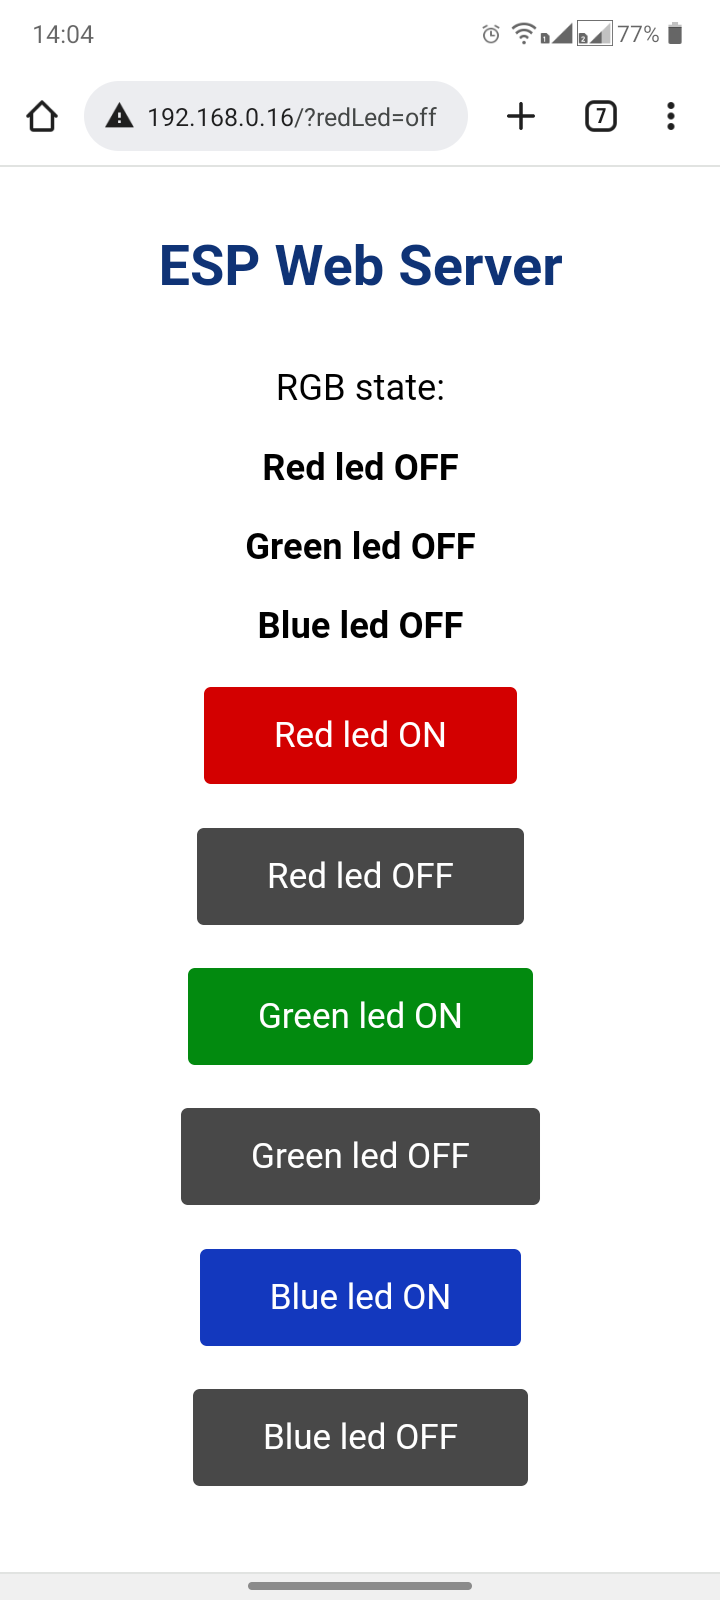 14:04
1
2
77%
192.168.0.16/?redLed=off
7
ESP Web Server
RGB state:
Red led OFF
Green led OFF
Blue led OFF
Red led ON
Red led OFF
Green led ON
Green led OFF
Blue led ON
Blue led OFF